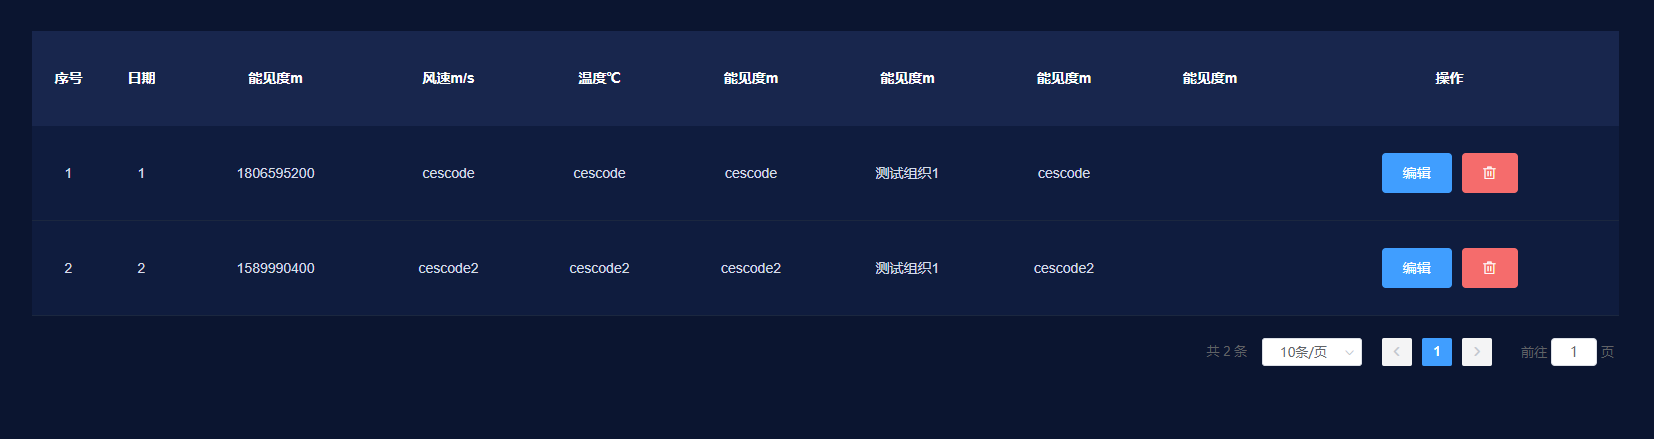 序号 日期 能见度m 风速m/s 温度℃ 能见度m 能见度m 能见度m 能见度m 操作
1 1 1806595200 cescode cescode cescode 测试组织1 cescode 编辑
2 2 1589990400 cescode2 cescode2 cescode2 测试组织1 cescode2 编辑
共 2 条 10条/页 1 前往 1 页